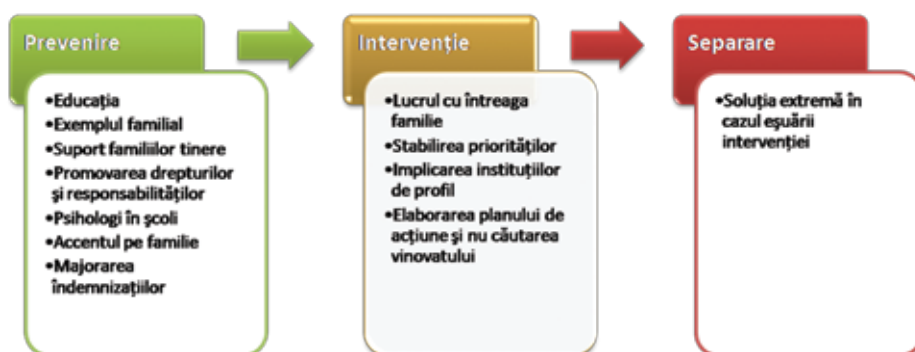 Prevenire
•Educația
•Exemplul familial
•Suport familiilor tinere
•Promovarea drepturilor
și responsabilităților
•Psihologi în școli
•Accentul pe familie
•Majorarea
îndemnizațiilor
Intervenție
•Lucrul cu întreaga
familie
•Stabilirea priorităților
•Implicarea instituțiilor
de profil
•Elaborarea planului de
acțiune și nu căutarea
vinovatului
Separare
•Soluția extremă în
cazul eșuării
intervenției